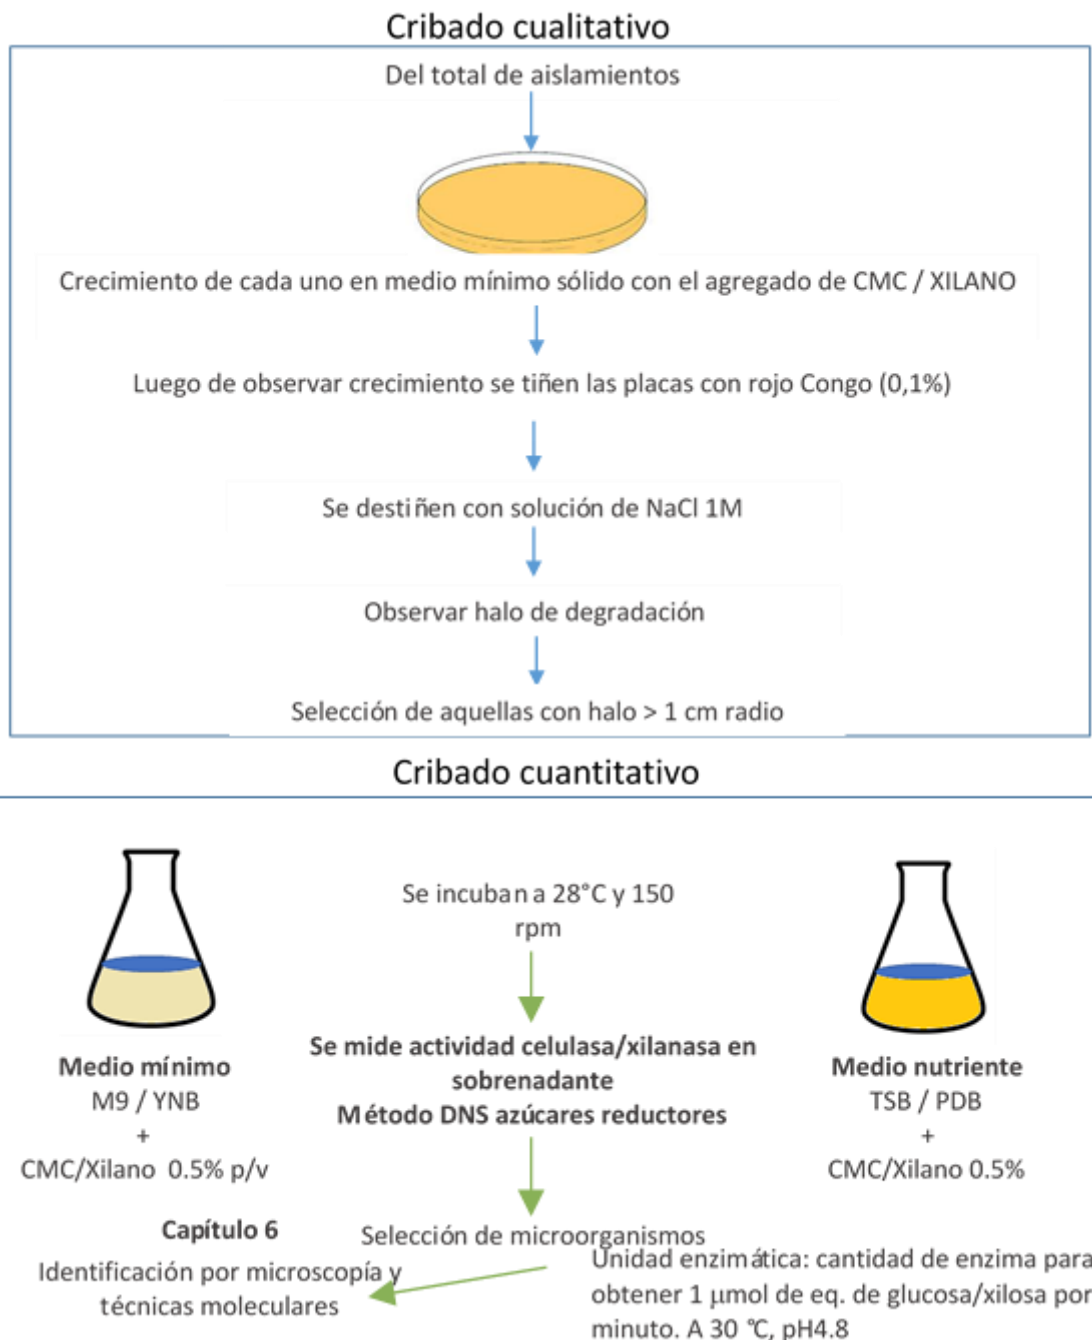 Cribado cualitativo
Del total de aislamientos
Crecimiento de cada uno en medio mínimo sólido con el agregado de CMC / XILANO
Luego de observar crecimiento se tiñen las placas con rojo Congo (0,1%)
Se destiñen con solución de NaCl 1M
Observar halo de degradación
Selección de aquellas con halo > 1 cm radio
Cribado cuantitativo
Se incuban a 28°C y 150
rpm
Se mide actividad celulasa/xilanasa en
sobrenadante
Método DNS azúcares reductores
Medio mínimo
M9 / YNB
+
CMC/Xilano 0.5% p/v
Medio nutriente
TSB / PDB
+
CMC/Xilano 0.5%
Selección de microorganismos
Capítulo 6
Identificación por microscopía y
técnicas moleculares
Unidad enzimática: cantidad de enzima para
obtener 1 μmol de eq. de glucosa/xilosa por
minuto. A 30 °C, pH4.8